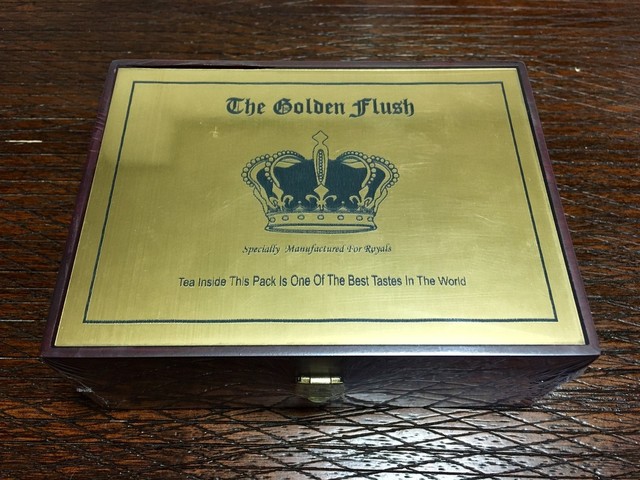 The Golden Flush
Specially Manufactured For Royals
Tea Inside This Pack Is One Of The Best Tastes In The World